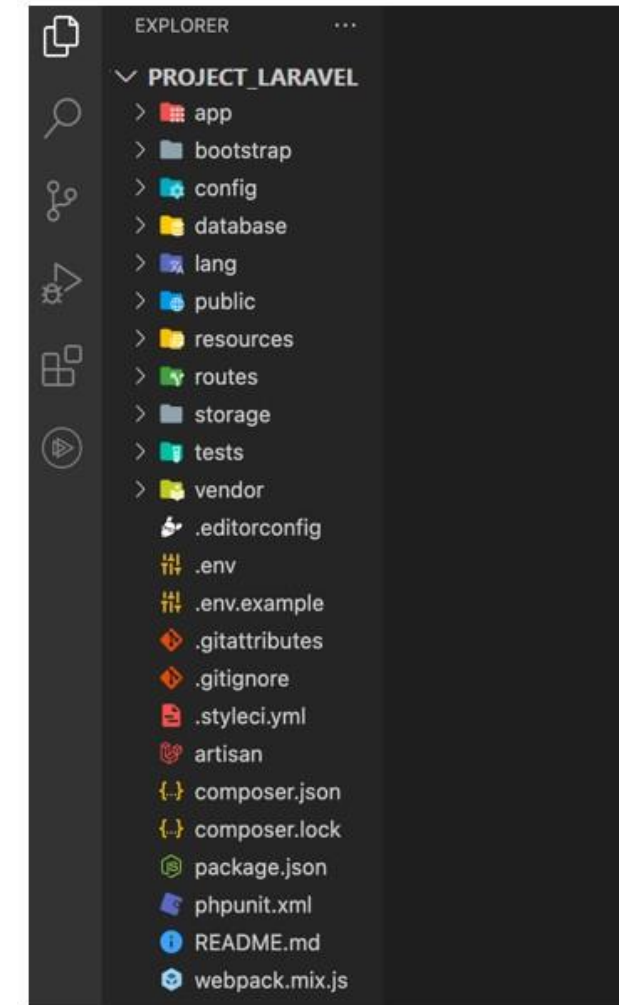 EXPLORER ...
PROJECT_LARAVEL
app
bootstrap
config
database
lang
public
resources
routes
storage
tests
vendor
.editorconfig
.env
.env.example
.gitattributes
.gitignore
.styleci.yml
artisan
composer.json
composer.lock
package.json
phpunit.xml
README.md
webpack.mix.js